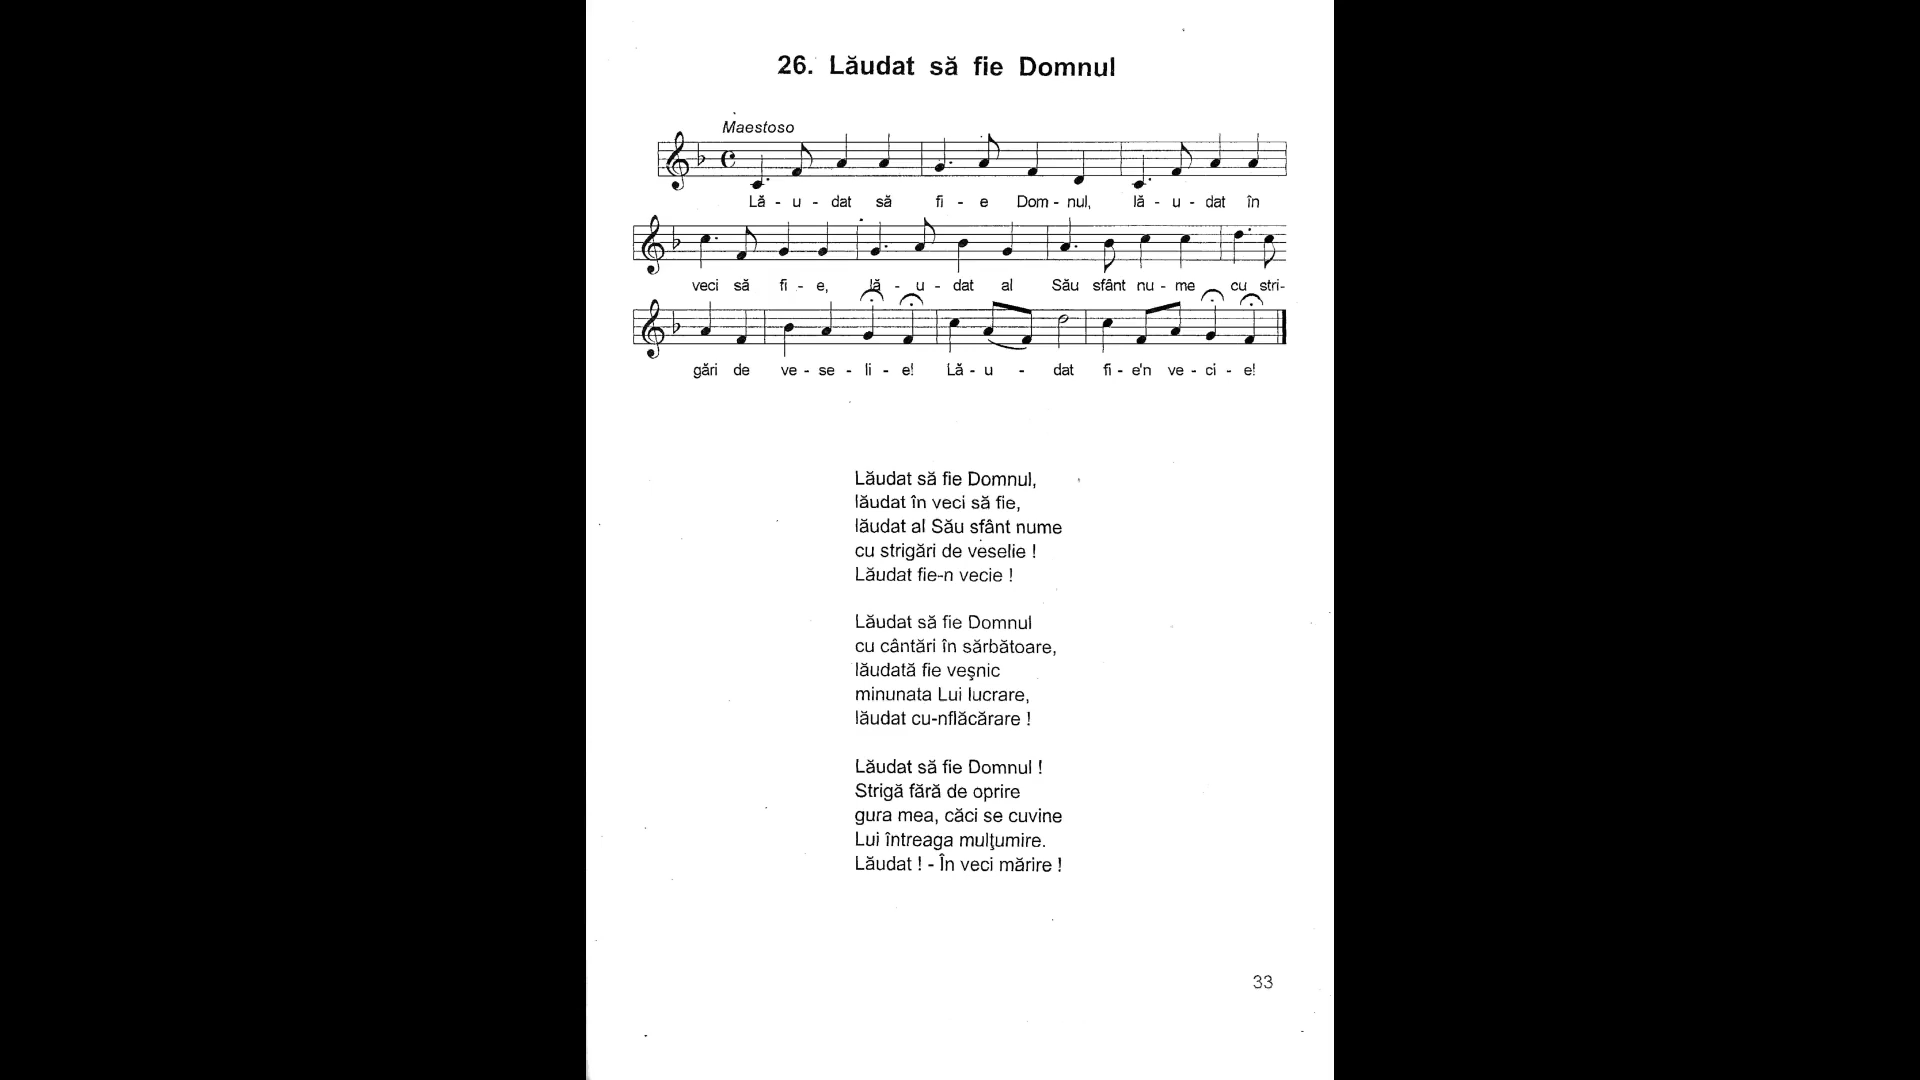 26. Lăudat să fie Domnul
Maestoso
Lă - u - dat să fi - e Dom - nul, lă - u - dat în
veci să fi - e, lă - u - dat al Său sfânt nu - me cu stri-
gări de ve - se - li - e! Lă - u - dat fi - e'n ve - ci - e!
Lăudat să fie Domnul,
lăudat în veci să fie,
lăudat al Său sfânt nume
cu strigări de veselie !
Lăudat fie-n vecie !
Lăudat să fie Domnul
cu cântări în sărbătoare,
lăudată fie veşnic
minunata Lui lucrare,
lăudat cu-nflăcărare !
Lăudat să fie Domnul !
Strigă fără de oprire
gura mea, căci se cuvine
Lui întreaga mulţumire.
Lăudat ! - În veci mărire !
33